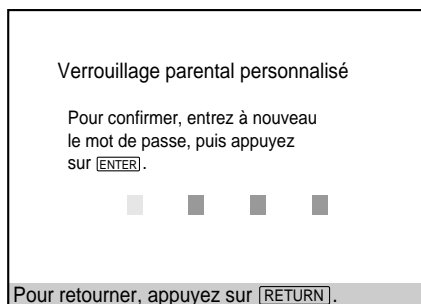 Verrouillage parental personnalisé
Pour confirmer, entrez à nouveau
le mot de passe, puis appuyez
sur ENTER.
Pour retourner, appuyez sur RETURN.